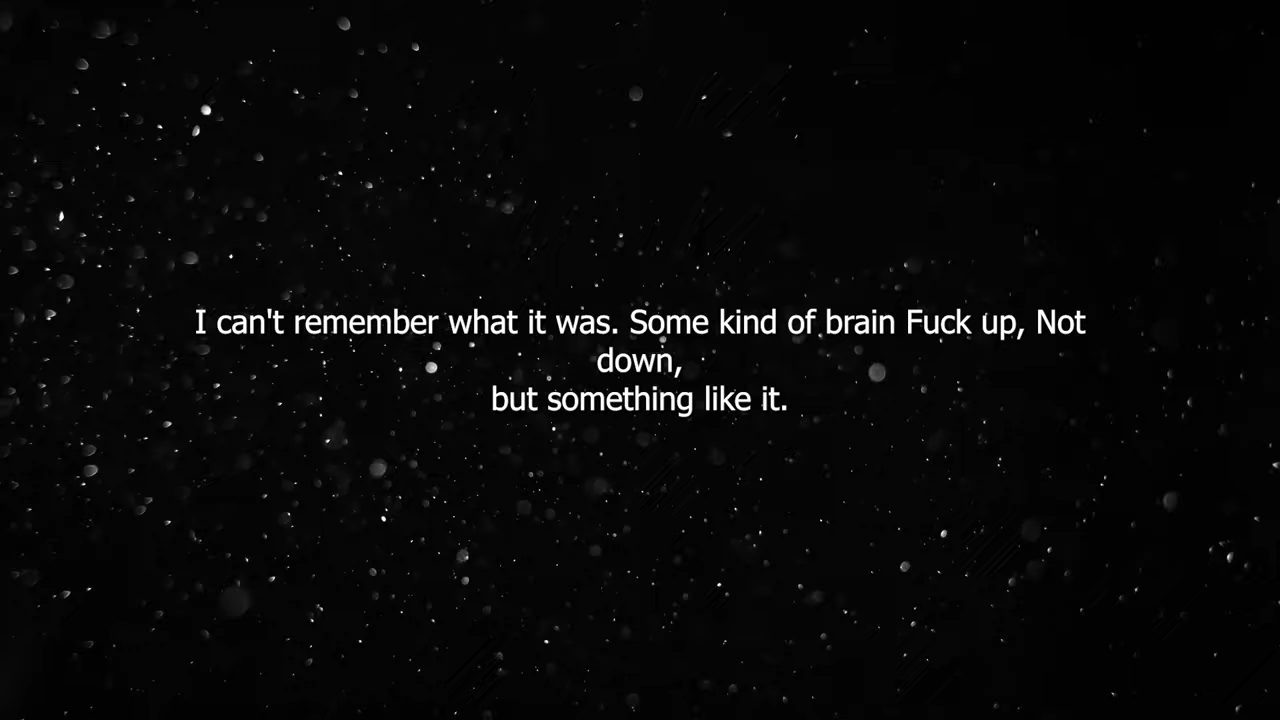 I can't remember what it was. Some kind of brain Fuck up, Not
down,
but something like it.